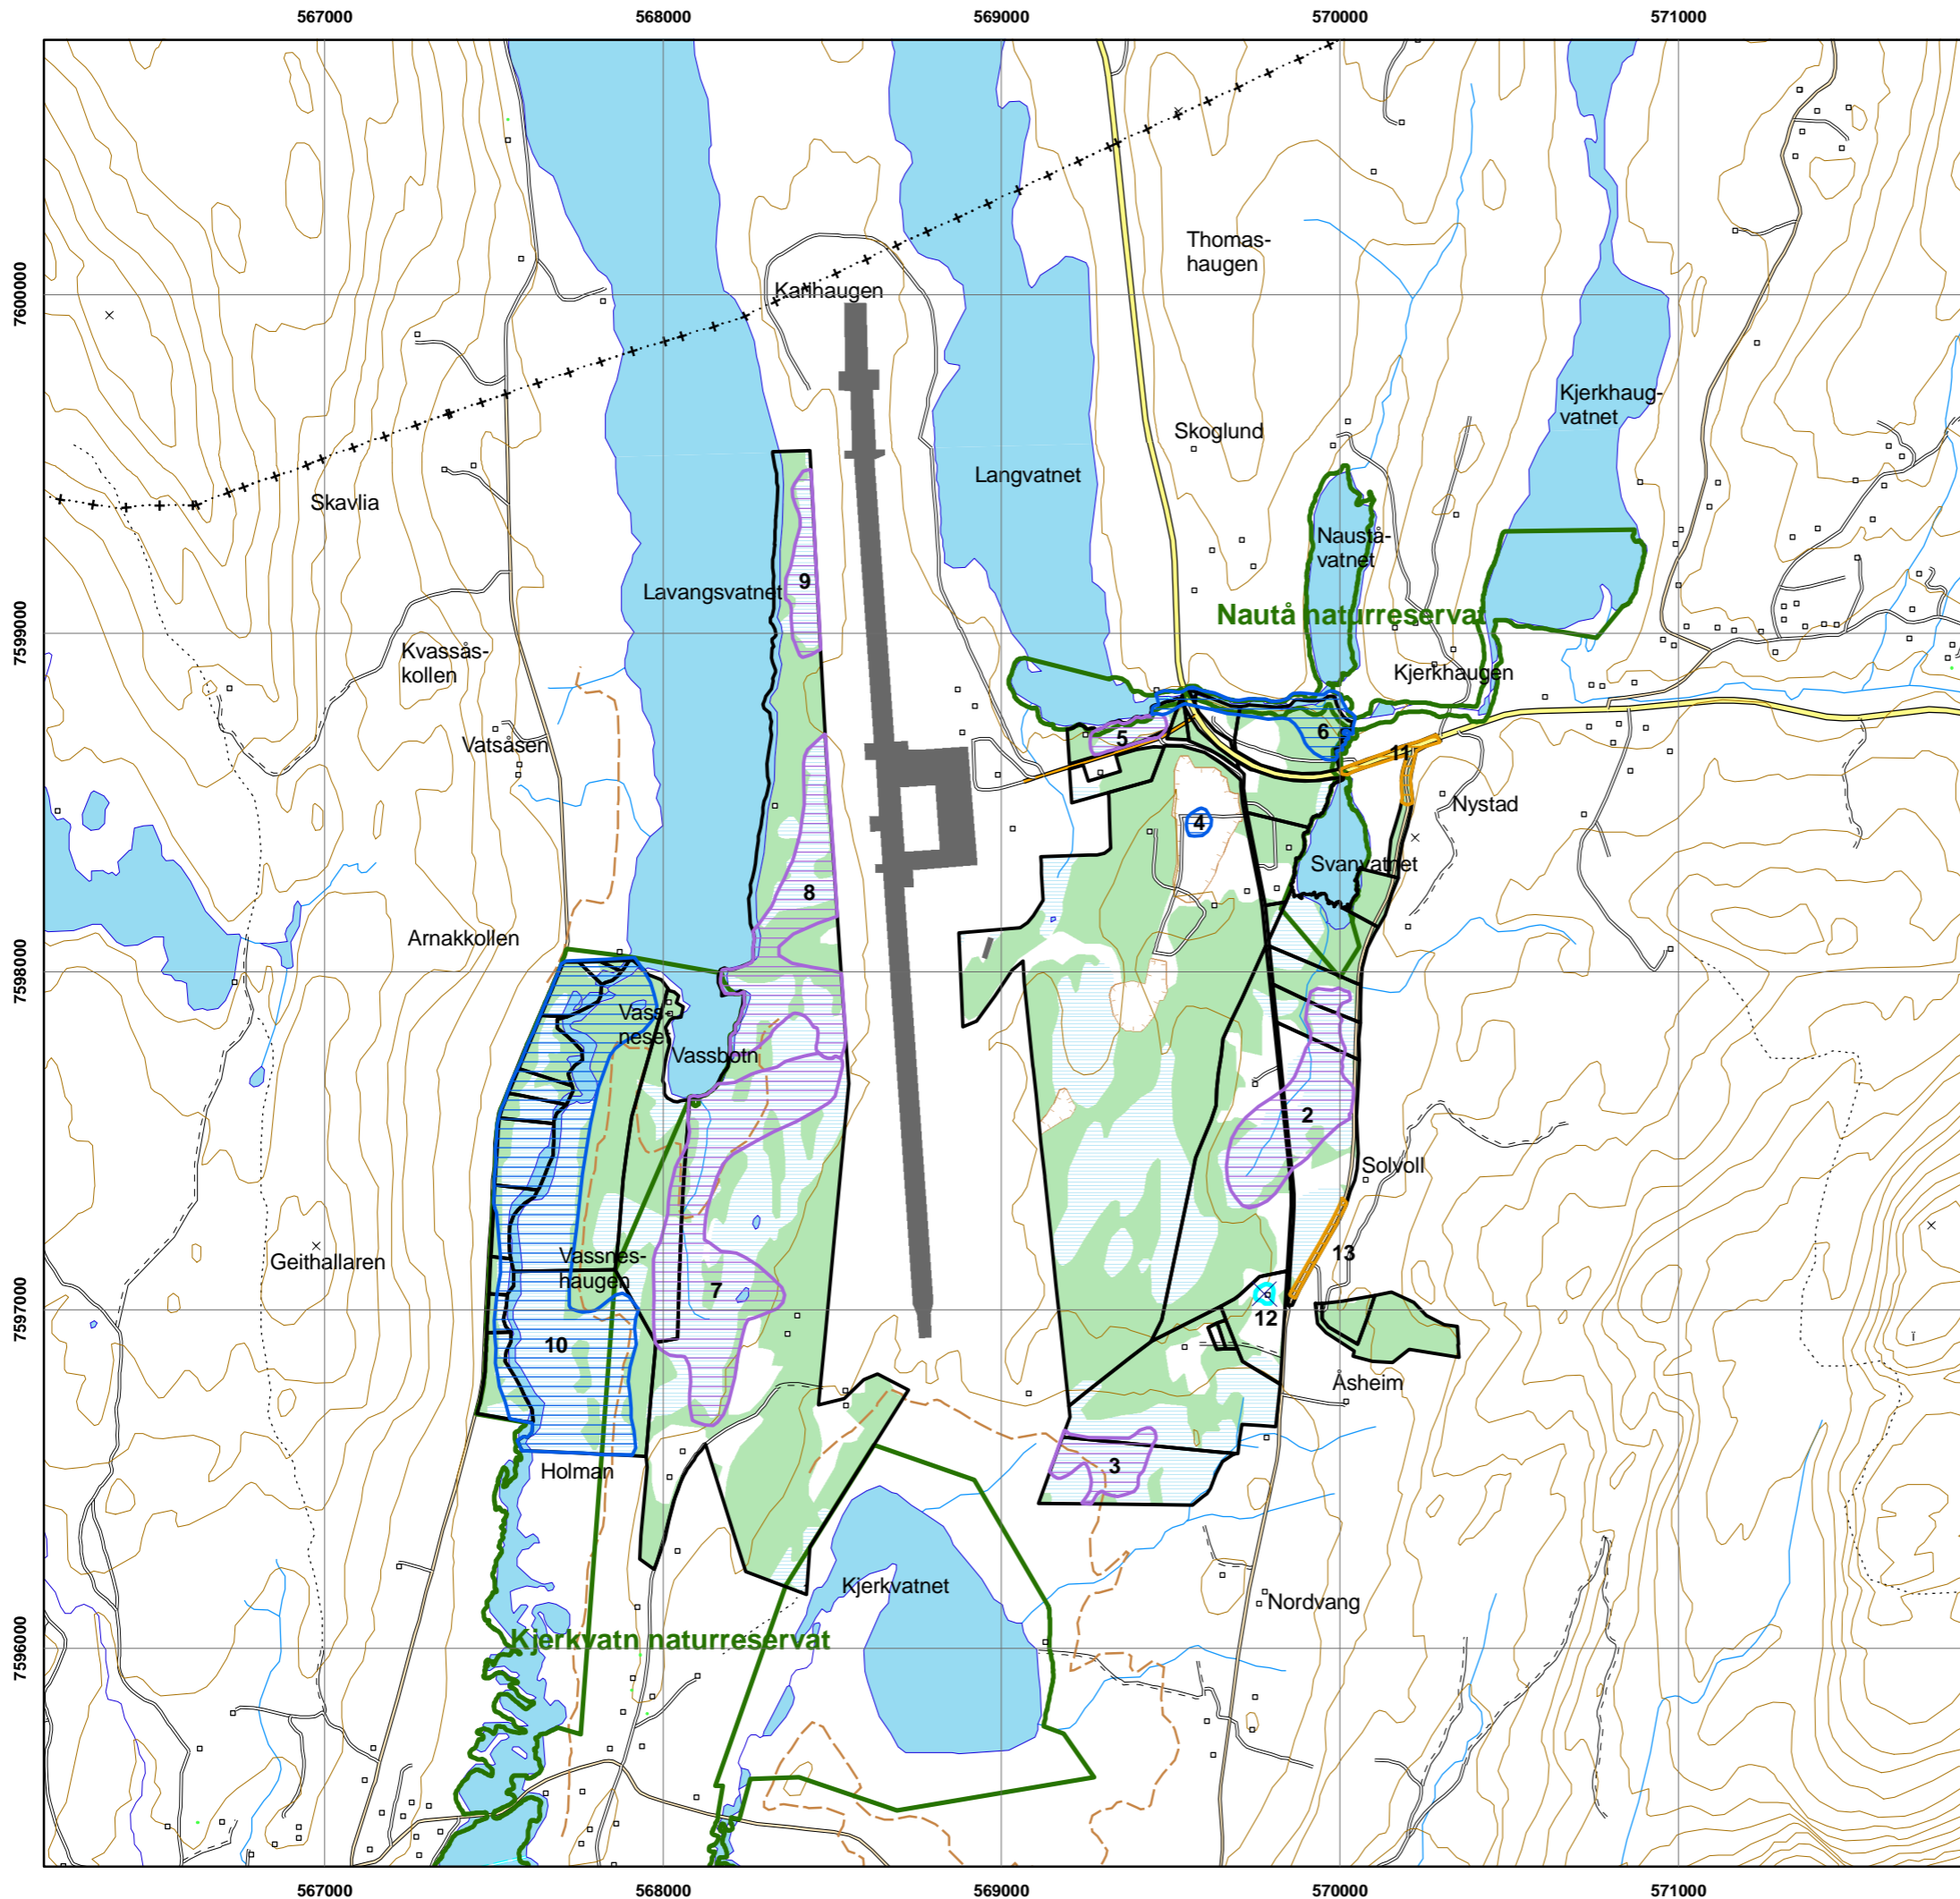 567000
568000
569000
570000
571000
7600000
7599000
7598000
7597000
7596000
Thomas-
haugen
Karihaugen
Kjerkhaug-
vatnet
Skoglund
Langvatnet
Skavlia
Naustå-
vatnet
9
Lavangsvatnet
Nautå naturreservat
Kvassås-
kollen
Kjerkhaugen
Vatsåsen
5
6
11
Nystad
4
Svanvatnet
8
Arnakkollen
Vass-
neset
Vassbotn
2
Solvoll
Vassnes-
haugen
Geithallaren
13
7
12
10
Åsheim
3
Holman
Kjerkvatnet
Nordvang
Kjerkvatn naturreservat
567000
568000
569000
570000
571000